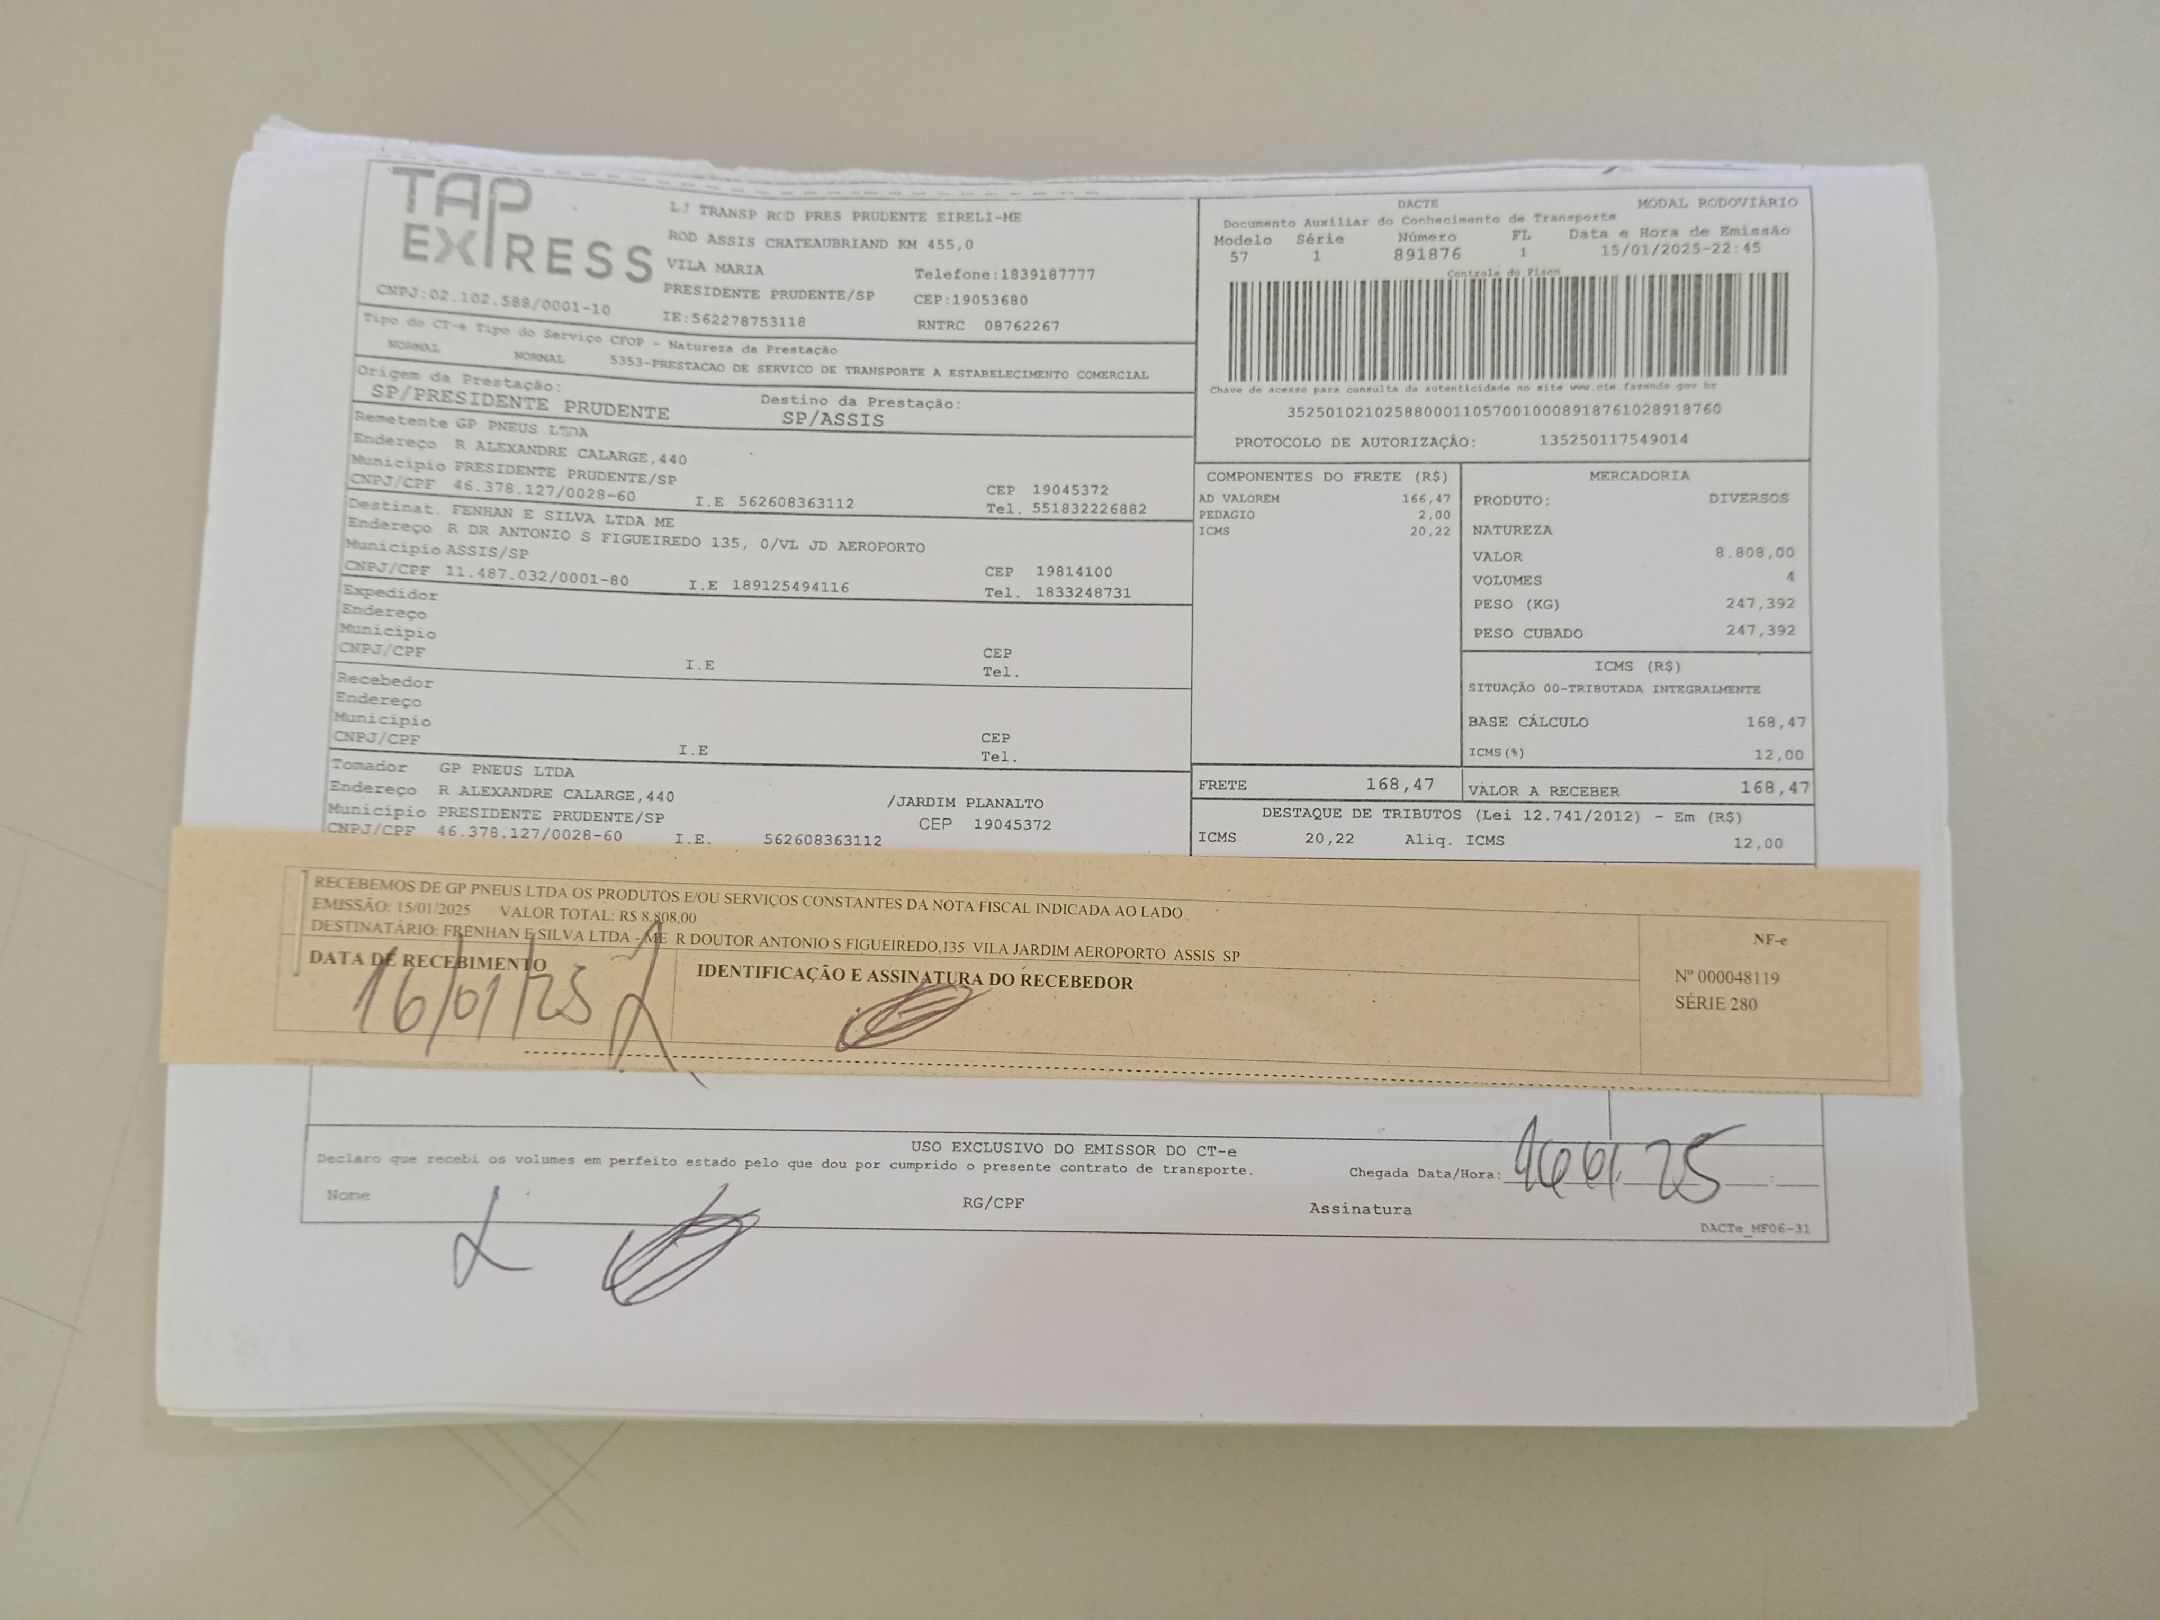 TAP EXPRESS
CNPJ:02.102.588/0001-10
LJ TRANSP ROD PRES PRUDENTE EIRELI-ME
ROD ASSIS CHATEAUBRIAND KM 455,0
VILA MARIA Telefone:1839187777
PRESIDENTE PRUDENTE/SP CEP:19053680
IE:562278753118 RNTRC 08762267
Tipo do CT-e Tipo do Serviço CFOP - Natureza da Prestação
NORMAL NORMAL 5353-PRESTACAO DE SERVICO DE TRANSPORTE A ESTABELECIMENTO COMERCIAL
Origem da Prestação: Destino da Prestação:
SP/PRESIDENTE PRUDENTE SP/ASSIS
Remetente GP PNEUS LTDA
Endereço R ALEXANDRE CALARGE,440
Município PRESIDENTE PRUDENTE/SP CEP 19045372
CNPJ/CPF 46.378.127/0028-60 I.E 562608363112 Tel. 551832226882
Destinat. FENHAN E SILVA LTDA ME
Endereço R DR ANTONIO S FIGUEIREDO 135, 0/VL JD AEROPORTO
Município ASSIS/SP CEP 19814100
CNPJ/CPF 11.487.032/0001-80 I.E 189125494116 Tel. 1833248731
Expedidor
Endereço
Município CEP
CNPJ/CPF I.E Tel.
Recebedor
Endereço
Município CEP
CNPJ/CPF I.E Tel.
Tomador GP PNEUS LTDA
Endereço R ALEXANDRE CALARGE,440 /JARDIM PLANALTO
Município PRESIDENTE PRUDENTE/SP CEP 19045372
CNPJ/CPF 46.378.127/0028-60 I.E. 562608363112
DACTE MODAL RODOVIÁRIO
Documento Auxiliar do Conhecimento de Transporte
Modelo Série Número FL Data e Hora de Emissão
57 1 891876 1 15/01/2025-22:45
Controle do Fisco
Chave de acesso para consulta de autenticidade no site www.cte.fazenda.gov.br
35250102102588000110570010008918761028918760
PROTOCOLO DE AUTORIZAÇÃO: 135250117549014
COMPONENTES DO FRETE (R$)
AD VALOREM 166,47
PEDAGIO 2,00
ICMS 20,22
MERCADORIA
PRODUTO: DIVERSOS
NATUREZA
VALOR 8.808,00
VOLUMES 4
PESO (KG) 247,392
PESO CUBADO 247,392
ICMS (R$)
SITUAÇÃO 00-TRIBUTADA INTEGRALMENTE
BASE CÁLCULO 168,47
ICMS(%) 12,00
FRETE 168,47 VALOR A RECEBER 168,47
DESTAQUE DE TRIBUTOS (Lei 12.741/2012) - Em (R$)
ICMS 20,22 Aliq. ICMS 12,00
RECEBEMOS DE GP PNEUS LTDA OS PRODUTOS E/OU SERVIÇOS CONSTANTES DA NOTA FISCAL INDICADA AO LADO
EMISSÃO: 15/01/2025 VALOR TOTAL: R$ 8.808,00
DESTINATÁRIO: FRENHAN E SILVA LTDA - ME R DOUTOR ANTONIO S FIGUEIREDO,135 VILA JARDIM AEROPORTO ASSIS SP
DATA DE RECEBIMENTO IDENTIFICAÇÃO E ASSINATURA DO RECEBEDOR
16/01/25
NF-e
Nº 000048119
SÉRIE 280
USO EXCLUSIVO DO EMISSOR DO CT-e
Declaro que recebi os volumes em perfeito estado pelo que dou por cumprido o presente contrato de transporte. Chegada Data/Hora: 16 01 25
Nome RG/CPF Assinatura
DACTe_MF06-31